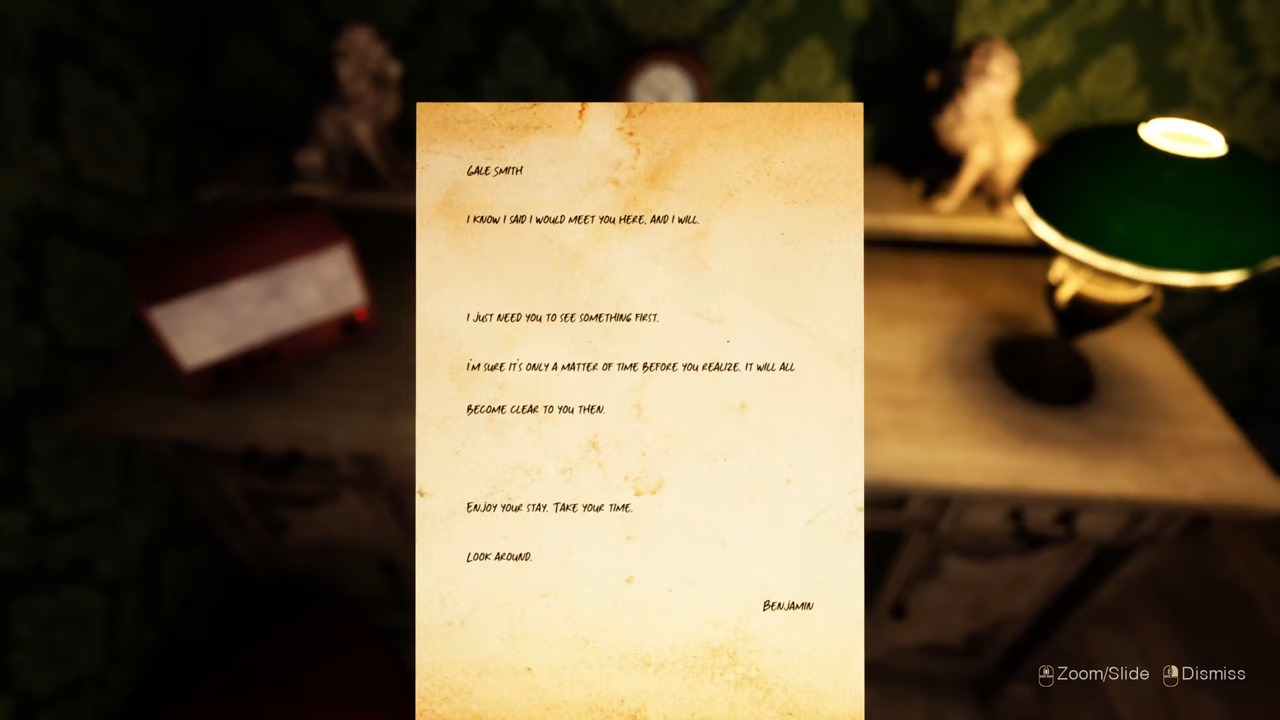 GALE SMITH
I KNOW I SAID I WOULD MEET YOU HERE, AND I WILL.
I JUST NEED YOU TO SEE SOMETHING FIRST.
I'M SURE IT'S ONLY A MATTER OF TIME BEFORE YOU REALIZE. IT WILL ALL
BECOME CLEAR TO YOU THEN.
ENJOY YOUR STAY. TAKE YOUR TIME.
LOOK AROUND.
BENJAMIN
Zoom/Slide Dismiss